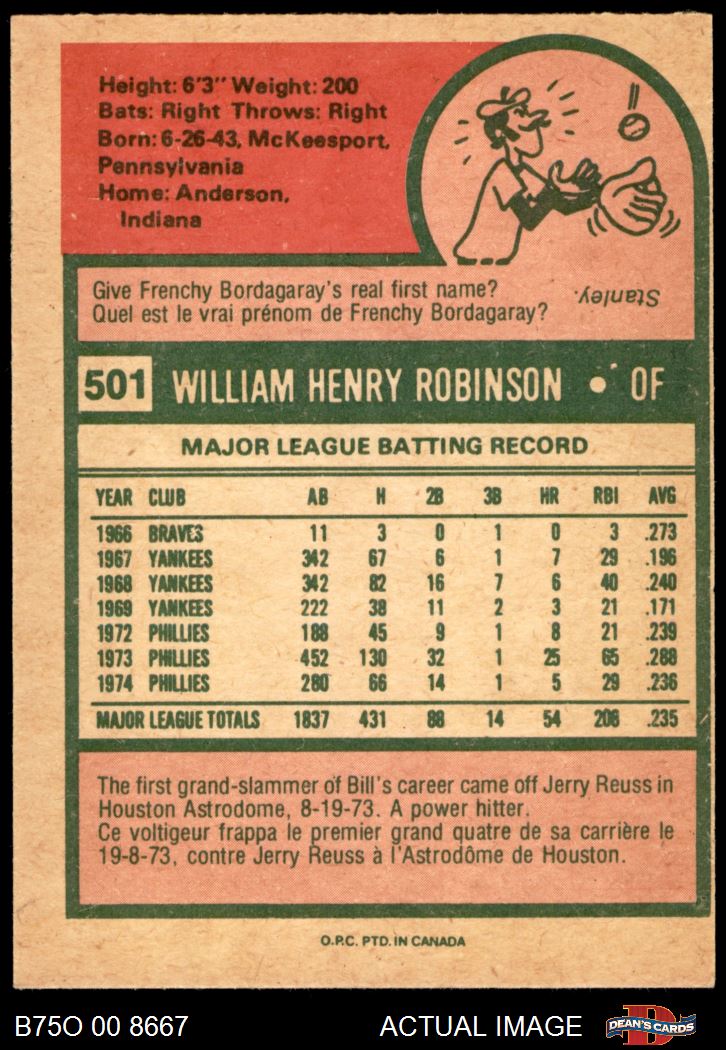 Height: 6'3" Weight: 200
Bats: Right Throws: Right
Born: 6-26-43, McKeesport,
Pennsylvania
Home: Anderson,
Indiana
Give Frenchy Bordagaray's real first name?
Quel est le vrai prénom de Frenchy Bordagaray?
Stanley.
501 WILLIAM HENRY ROBINSON • OF
MAJOR LEAGUE BATTING RECORD
YEAR CLUB AB H 2B 3B HR RBI AVG
1966 BRAVES 11 3 0 1 0 3 .273
1967 YANKEES 342 67 6 1 7 29 .196
1968 YANKEES 342 82 16 7 6 40 .240
1969 YANKEES 222 38 11 2 3 21 .171
1972 PHILLIES 188 45 9 1 8 21 .239
1973 PHILLIES 452 130 32 1 25 65 .288
1974 PHILLIES 280 66 14 1 5 29 .236
MAJOR LEAGUE TOTALS 1837 431 88 14 54 208 .235
The first grand-slammer of Bill's career came off Jerry Reuss in
Houston Astrodome, 8-19-73. A power hitter.
Ce voltigeur frappa le premier grand quatre de sa carrière le
19-8-73, contre Jerry Reuss à l'Astrodôme de Houston.
O.P.C. PTD. IN CANADA
B75O 00 8667 ACTUAL IMAGE DEAN'S CARDS